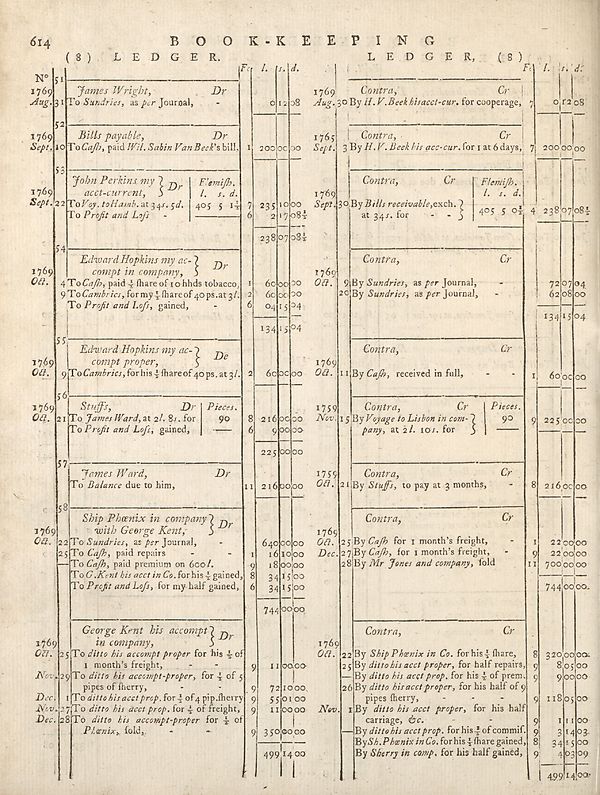 614 BOOK-KEEPING
(8) LEDGER.
Fo. l. s. d.
No
51
1769 James Wright, Dr
Aug. 31 To Sundries, as per Journal, - 0 12 08
52
1769 Bills payable, Dr
Sept. 10 To Cash, paid Wil. Sabin Van Beek's bill, 1 200 00 00
53
John Perkins my acct-current, } Dr Flemish. l. s. d.
1769
Sept. 22 To Voy. to Hamb. at 34s. 5d. 405 5 1½ 7 235 10 00
To Profit and Loss - 6 2 17 08½
238 07 08½
54
Edward Hopkins my ac-
1769 compt in company, } Dr
Oct. 4 To Cash, paid ½ share of 10 hhds tobacco, 1 60 00 00
9 To Cambrics, for my ½ share of 40 ps. at 3l. 2 60 00 00
To Profit and Loss, gained, - 6 04 15 04
134 15 04
55
Edward Hopkins my ac-
1769 compt proper, } De
Oct. 9 To Cambrics, for his ½ share of 40 ps. at 3l. 2 60 00 00
56
1769 Stuffs, Dr Pieces.
Oct. 21 To James Ward, at 2l. 8s. for 90 8 216 00 00
To Profit and Loss, gained, 6 9 00 00
225 00 00
57
James Ward, Dr
To Balance due to him, 11 216 00 00
58
Ship Phœnix in company
1769 with George Kent, } Dr
Oct. 22 To Sundries, as per Journal, - 640 00 00
25 To Cash, paid repairs - - 1 16 10 00
— To Cash, paid premium on 600l. 9 18 00 00
To G. Kent his acct in Co. for his ½ gained, 8 34 15 00
To Profit and Loss, for my half gained, 6 34 15 00
744 00 00
George Kent his accompt
1769 in company, } Dr
Oct. 25 To ditto his accompt proper for his ½ of
1 month's freight, - - - 9 11 00 00
Nov. 29 To ditto his accompt-proper, for ½ of 5
pipes of sherry, - - 9 72 10 00
Dec. 1 To ditto his acct prop. for ½ of 4 pip. sherry 9 55 01 00
Nov. 27 To ditto his acct prop. for ½ of freight, 9 11 00 00
Dec. 28 To ditto his accompt-proper for ½ of
Phœnix, sold, - - 9 350 00 00
499 14 00
LEDGER, (8)
Fo. l. s. d.
1769 Contra, Cr
Aug. 30 By H. V. Beek his acct-cur. for cooperage, 7 0 12 08
1765 Contra, Cr
Sept. 3 By H. V. Beek his acc-cur. for 1 at 6 days, 7 200 00 00
Contra, Cr Flemish. l. s. d.
1769
Sept. 30 By Bills receivable, exch.
at 34s. for - - } 405 5 0½ 4 238 07 08½
Contra, Cr
1769
Oct. 9 By Sundries, as per Journal, - 72 07 04
20 By Sundries, as per Journal, - 62 08 00
134 15 04
Contra, Cr
1769
Oct. 11 By Cash, received in full, - - 1 60 00 00
1759 Contra, Cr Pieces.
Nov. 15 By Voyage to Lisbon in com-
pany, at 2l. 10s. for } 90 9 225 00 00
1759 Contra, Cr
Oct. 21 By Stuffs, to pay at 3 months, - 8 216 00 00
Contra, Cr
1769
Oct. 25 By Cash for 1 month's freight, - 1 22 00 00
Dec. 27 By Cash, for 1 month's freight, - 9 22 00 00
28 By Mr Jones and company, sold 11 700 00 00
744 00 00
Contra, Cr
1769
Oct. 22 By Ship Phœnix in Co. for his ½ share, 8 320 00 00
25 By ditto his acct proper, for half repairs, 9 8 05 00
— By ditto his acct prop. for his ½ of prem. 9 9 00 00
26 By ditto his acct proper, for his half of 9
pipes sherry, - - - 9 118 05 00
Nov. 1 By ditto his acct proper, for his half
carriage, &c. - - - 9 1 11 00
— By ditto his acct prop. for his ½ of commis. 9 3 14 03
By Sh. Phœnix in Co. for his ½ share gained, 8 34 15 00
By Sherry in comp. for his half gained, 9 4 03 09
499 14 00